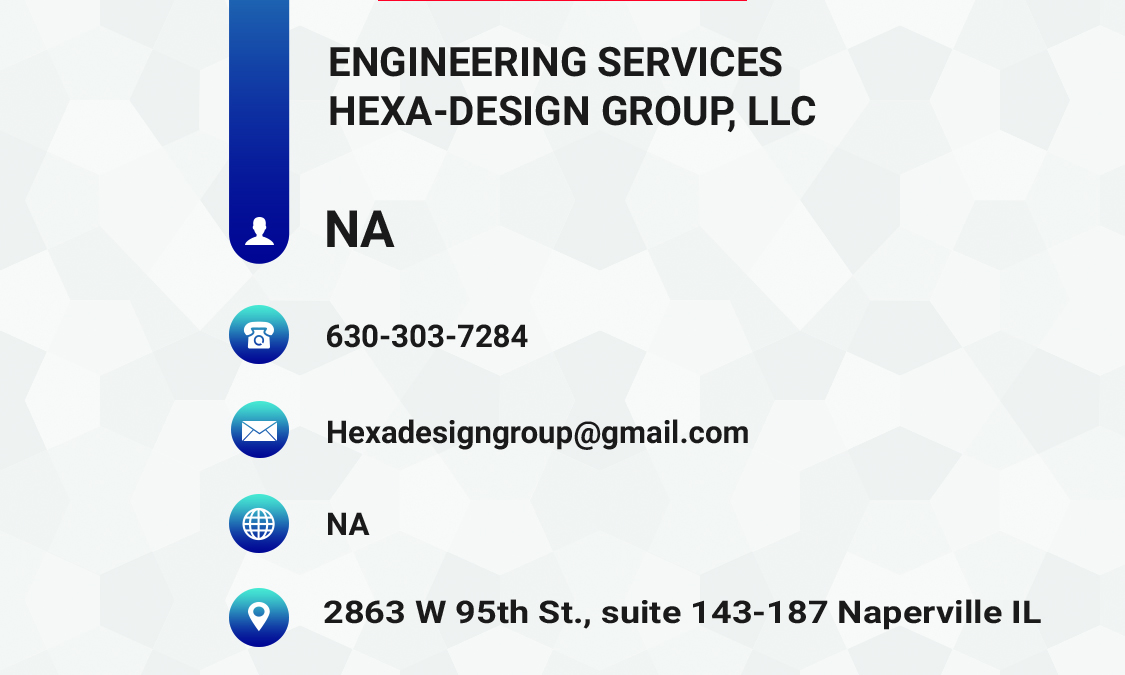 ENGINEERING SERVICES
HEXA-DESIGN GROUP, LLC
NA
630-303-7284
Hexadesigngroup@gmail.com
NA
2863 W 95th St., suite 143-187 Naperville IL